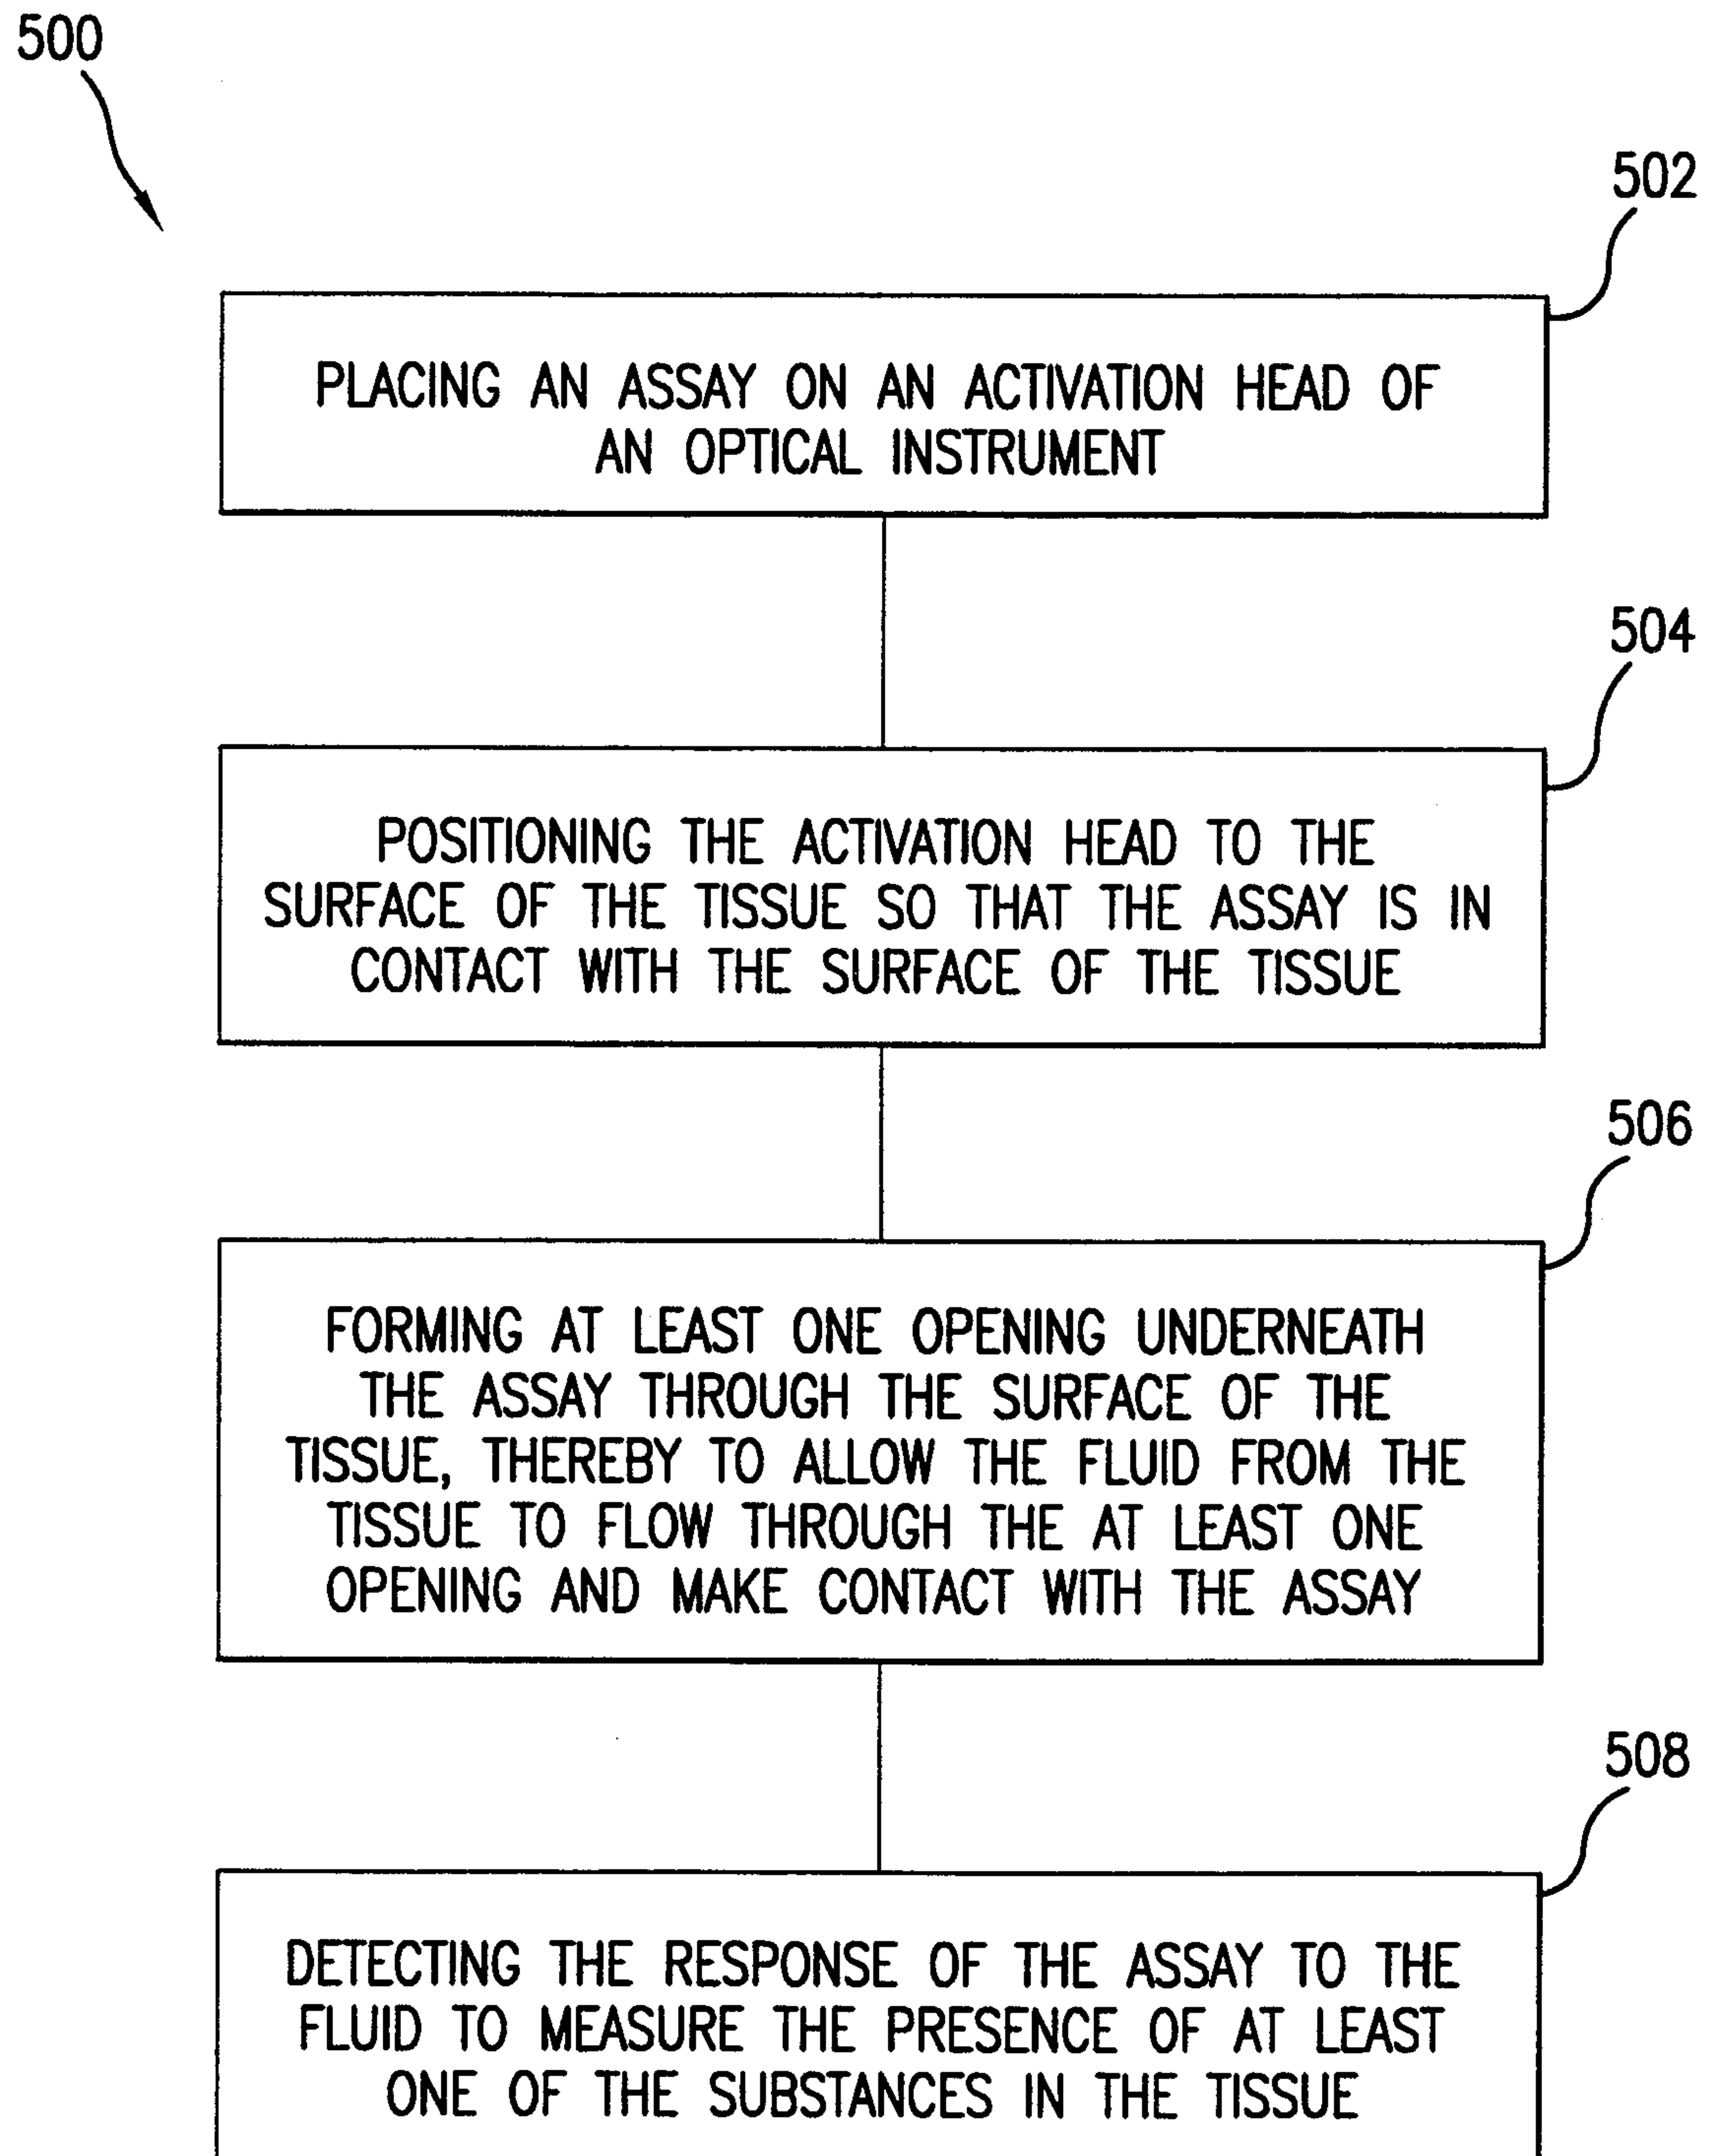 500
502
PLACING AN ASSAY ON AN ACTIVATION HEAD OF
AN OPTICAL INSTRUMENT
504
POSITIONING THE ACTIVATION HEAD TO THE
SURFACE OF THE TISSUE SO THAT THE ASSAY IS IN
CONTACT WITH THE SURFACE OF THE TISSUE
506
FORMING AT LEAST ONE OPENING UNDERNEATH
THE ASSAY THROUGH THE SURFACE OF THE
TISSUE, THEREBY TO ALLOW THE FLUID FROM THE
TISSUE TO FLOW THROUGH THE AT LEAST ONE
OPENING AND MAKE CONTACT WITH THE ASSAY
508
DETECTING THE RESPONSE OF THE ASSAY TO THE
FLUID TO MEASURE THE PRESENCE OF AT LEAST
ONE OF THE SUBSTANCES IN THE TISSUE